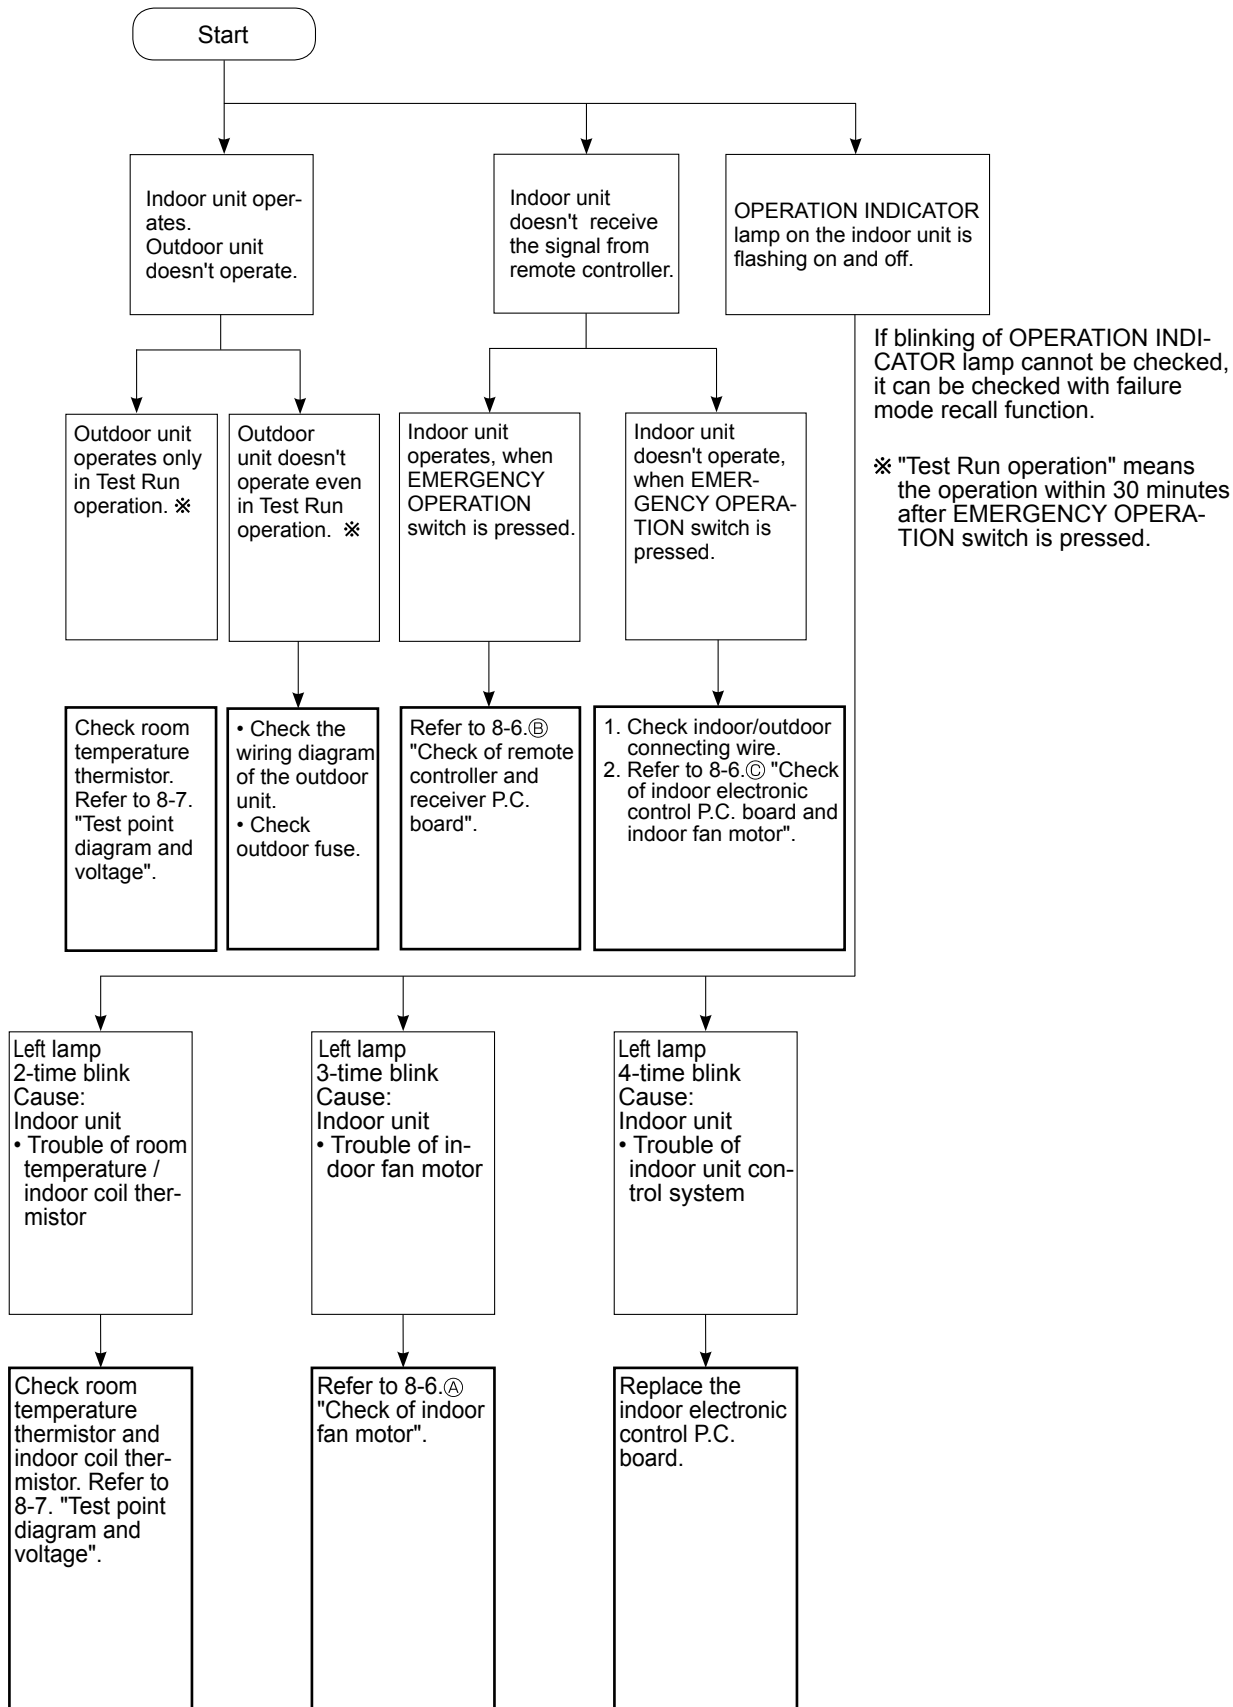 Start
Indoor unit oper-
ates.
Outdoor unit
doesn't operate.
Indoor unit
doesn't receive
the signal from
remote controller.
OPERATION INDICATOR
lamp on the indoor unit is
flashing on and off.
If blinking of OPERATION INDI-
CATOR lamp cannot be checked,
it can be checked with failure
mode recall function.
※ "Test Run operation" means
the operation within 30 minutes
after EMERGENCY OPERA-
TION switch is pressed.
Outdoor unit
operates only
in Test Run
operation. ※
Outdoor
unit doesn't
operate even
in Test Run
operation. ※
Indoor unit
operates, when
EMERGENCY
OPERATION
switch is pressed.
Indoor unit
doesn't operate,
when EMER-
GENCY OPERA-
TION switch is
pressed.
Check room
temperature
thermistor.
Refer to 8-7.
"Test point
diagram and
voltage".
• Check the
wiring diagram
of the outdoor
unit.
• Check
outdoor fuse.
Refer to 8-6.Ⓑ
"Check of remote
controller and
receiver P.C.
board".
1. Check indoor/outdoor
connecting wire.
2. Refer to 8-6.Ⓒ "Check
of indoor electronic
control P.C. board and
indoor fan motor".
Left lamp
2-time blink
Cause:
Indoor unit
• Trouble of room
temperature /
indoor coil ther-
mistor
Left lamp
3-time blink
Cause:
Indoor unit
• Trouble of in-
door fan motor
Left lamp
4-time blink
Cause:
Indoor unit
• Trouble of
indoor unit con-
trol system
Check room
temperature
thermistor and
indoor coil ther-
mistor. Refer to
8-7. "Test point
diagram and
voltage".
Refer to 8-6.Ⓐ
"Check of indoor
fan motor".
Replace the
indoor electronic
control P.C.
board.